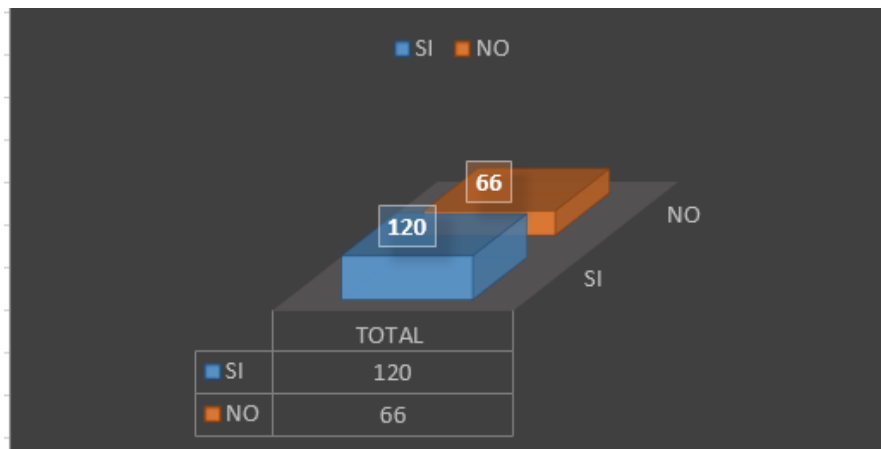 SI NO
66
120
NO
SI
TOTAL
SI 120
NO 66